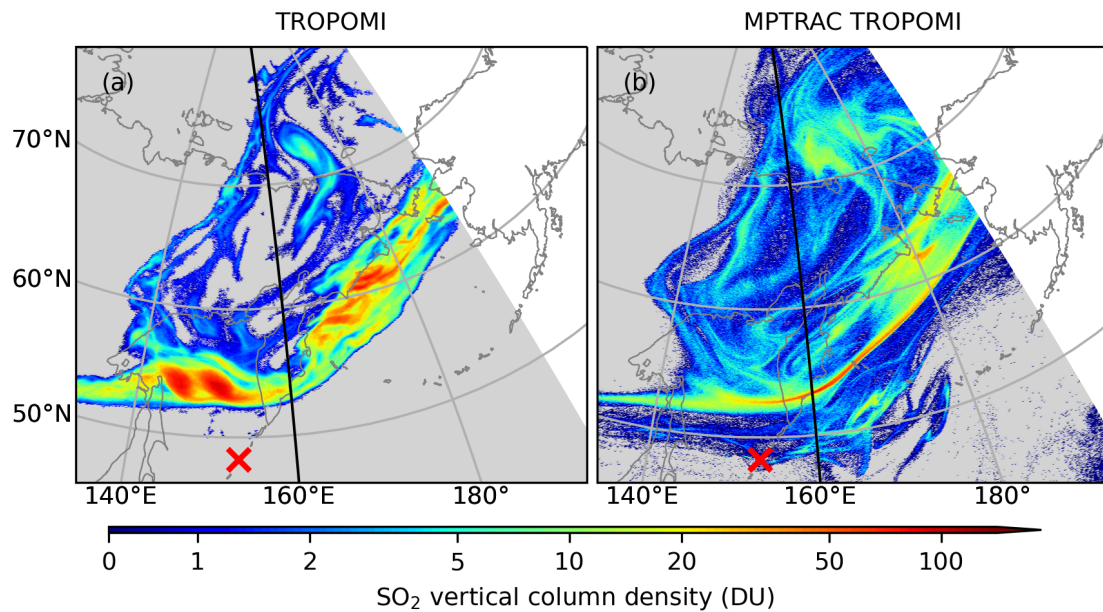 TROPOMI
MPTRAC TROPOMI
(a)
(b)
70°N
60°N
50°N
140°E
160°E
180°
140°E
160°E
180°
0
1
2
5
10
20
50
100
SO₂ vertical column density (DU)